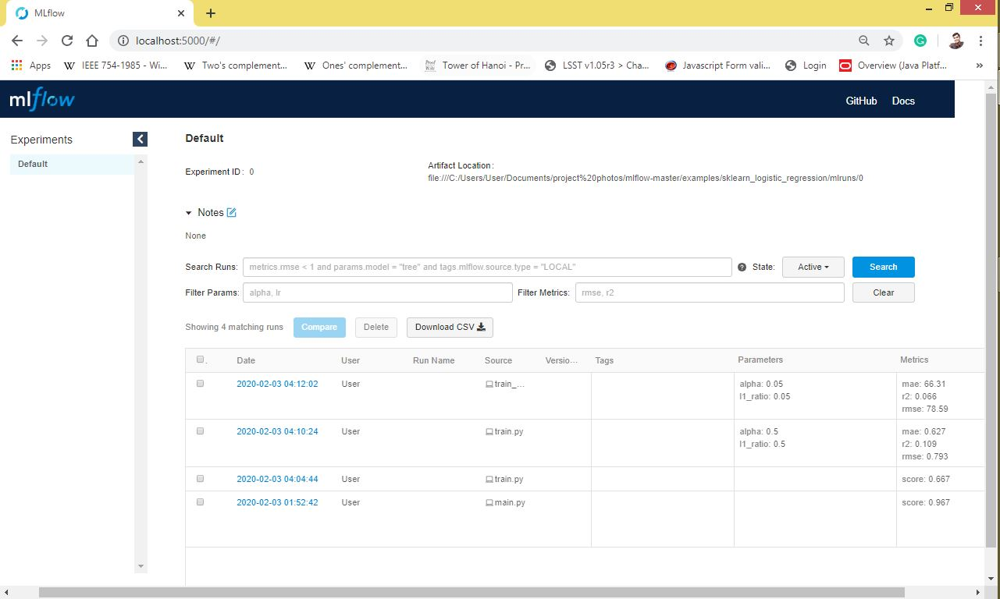 MLflow
localhost:5000/#/
Apps IEEE 754-1985 - Wi... Two's complement... Ones' complement... Tower of Hanoi - Pr... LSST v1.05r3 > Cha... Javascript Form vali... Login Overview (Java Platf... »
mlflow GitHub Docs
Experiments
Default
Default
Experiment ID: 0
Artifact Location:
file:///C:/Users/User/Documents/project%20photos/mlflow-master/examples/sklearn_logistic_regression/mlruns/0
Notes
None
Search Runs: metrics.rmse < 1 and params.model = "tree" and tags.mlflow.source.type = "LOCAL" State: Active Search
Filter Params: alpha, lr Filter Metrics: rmse, r2 Clear
Showing 4 matching runs Compare Delete Download CSV
Date User Run Name Source Versio... Tags Parameters Metrics
2020-02-03 04:12:02 User train_... alpha: 0.05 mae: 66.31
l1_ratio: 0.05 r2: 0.066
rmse: 78.59
2020-02-03 04:10:24 User train.py alpha: 0.5 mae: 0.627
l1_ratio: 0.5 r2: 0.109
rmse: 0.793
2020-02-03 04:04:44 User train.py score: 0.667
2020-02-03 01:52:42 User main.py score: 0.967